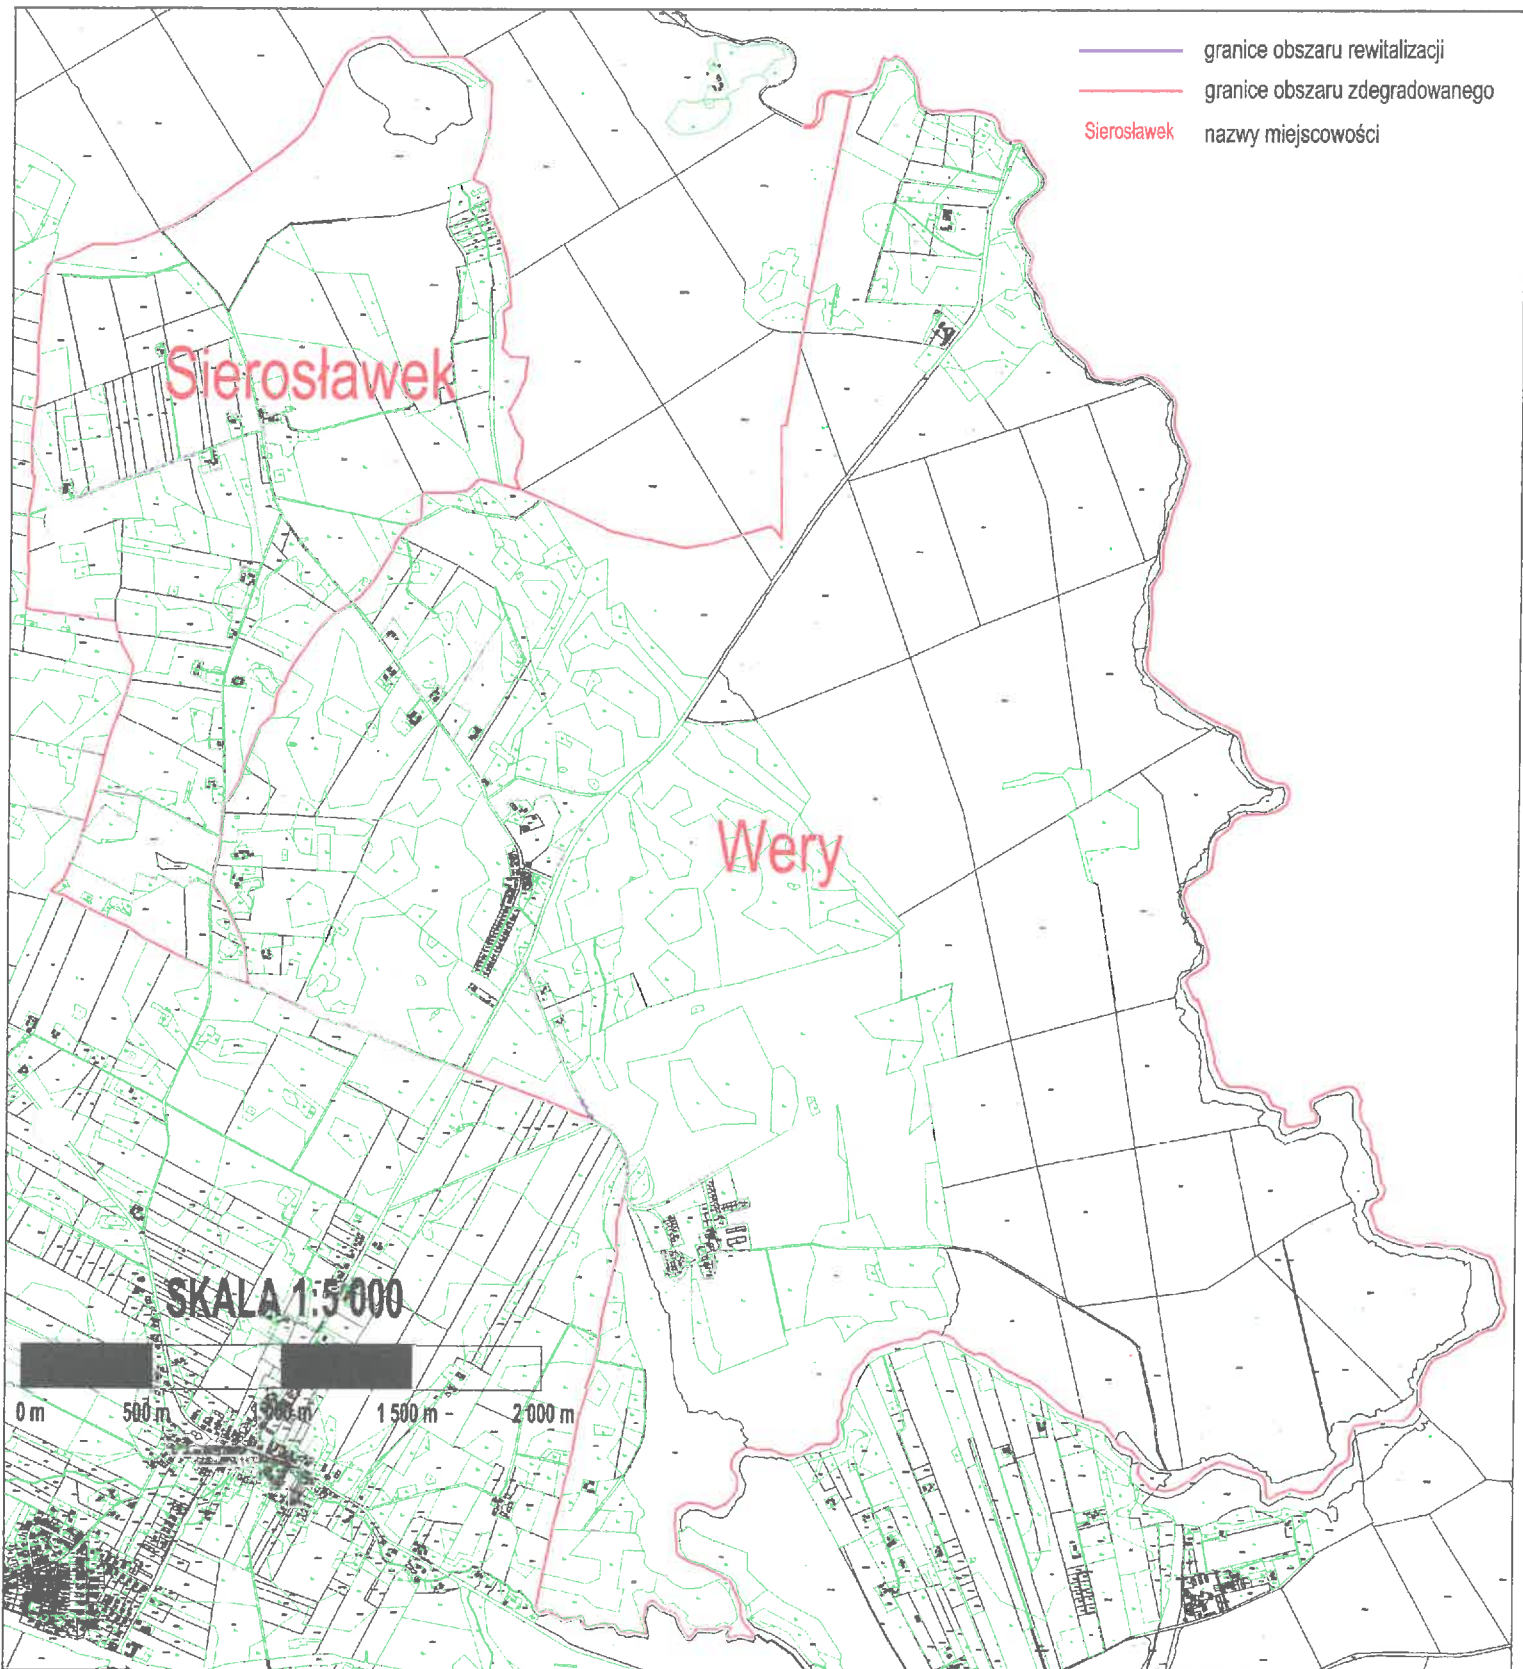 granice obszaru rewitalizacji
granice obszaru zdegradowanego
Sierosławek nazwy miejscowości
Sierosławek
Wery
SKALA 1:5 000
0 m 500 m 1 000 m 1 500 m 2 000 m